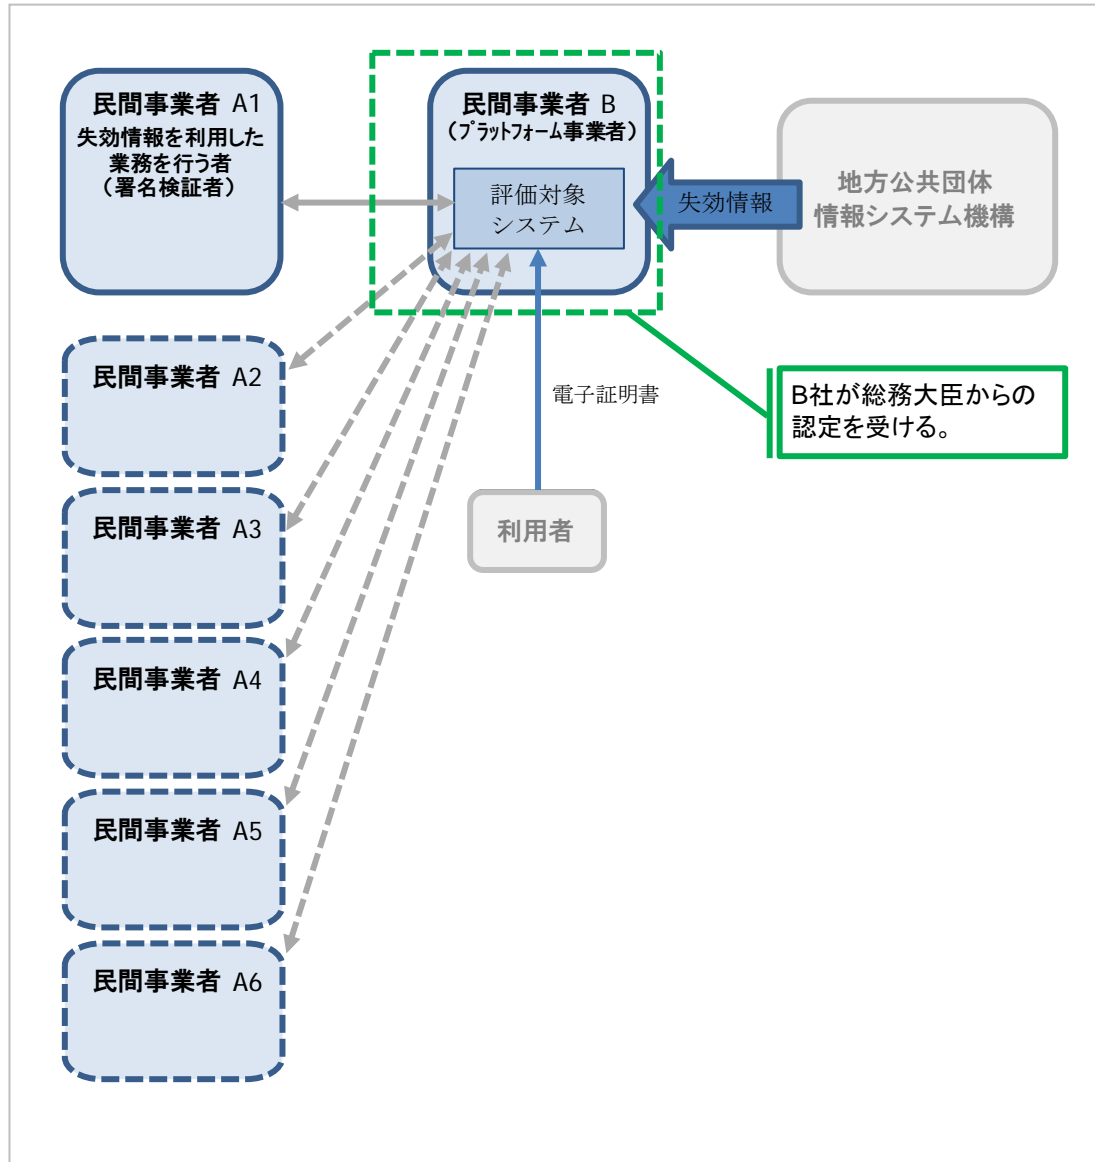 民間事業者 A1
失効情報を利用した
業務を行う者
（署名検証者）
民間事業者 B
（ﾌﾟﾗｯﾄﾌｫｰﾑ事業者）
評価対象
システム
失効情報
地方公共団体
情報システム機構
民間事業者 A2
電子証明書
B社が総務大臣からの
認定を受ける。
民間事業者 A3
利用者
民間事業者 A4
民間事業者 A5
民間事業者 A6